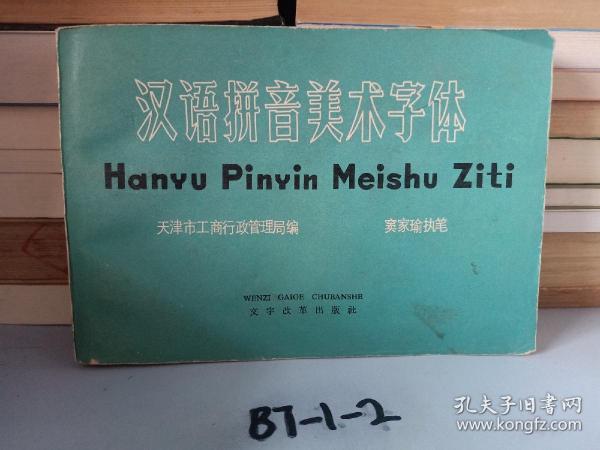 汉语拼音美术字体
Hanyu Pinyin Meishu Ziti
天津市工商行政管理局编 窦家瑜执笔
WENZI GAIGE CHUBANSHE
文字改革出版社
BT-1-2
孔夫子旧书网
www.kongfz.com